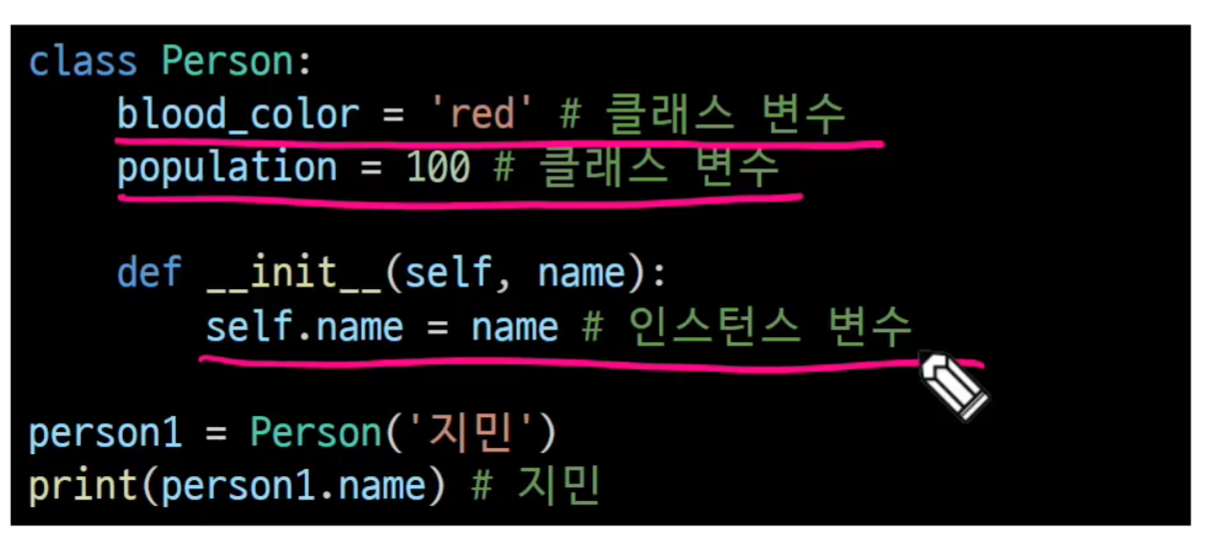 class Person:
    blood_color = 'red' # 클래스 변수
    population = 100 # 클래스 변수
    def __init__(self, name):
        self.name = name # 인스턴스 변수
person1 = Person('지민')
print(person1.name) # 지민